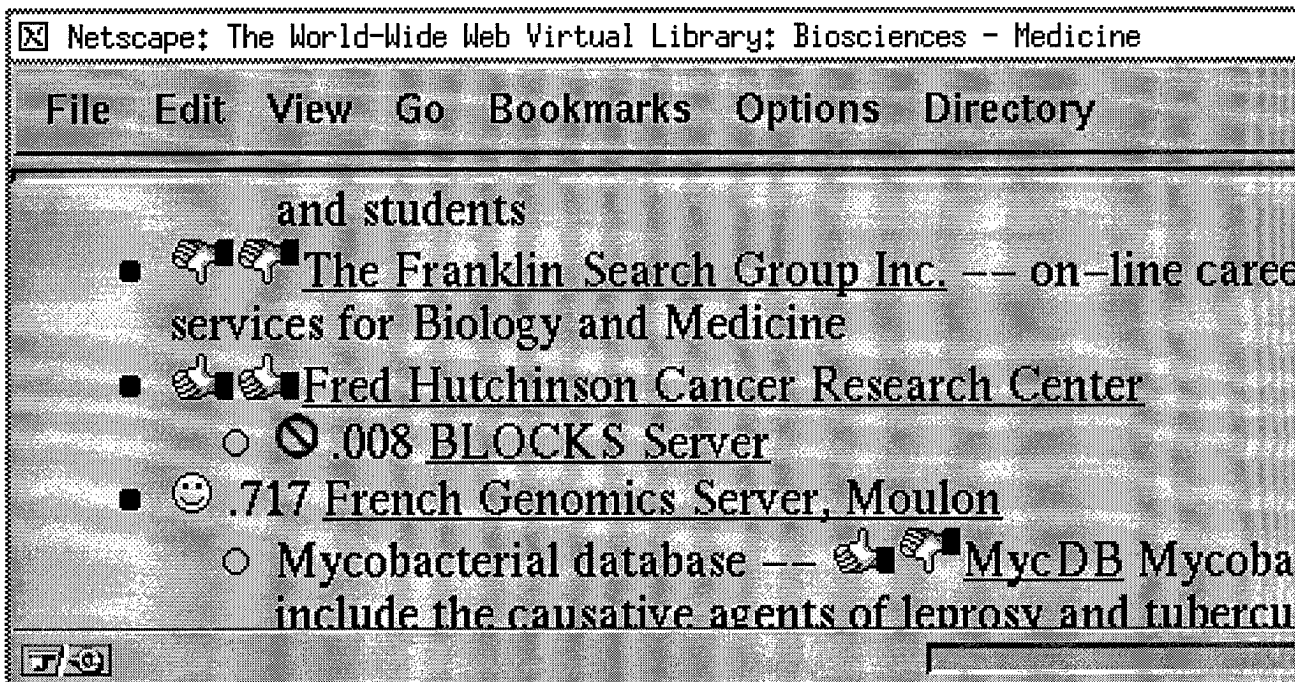 Netscape: The World-Wide Web Virtual Library: Biosciences - Medicine
File Edit View Go Bookmarks Options Directory
and students
The Franklin Search Group Inc. -- on-line caree
services for Biology and Medicine
Fred Hutchinson Cancer Research Center
.008 BLOCKS Server
.717 French Genomics Server, Moulon
Mycobacterial database -- MycDB Mycoba
include the causative agents of leprosy and tubercu